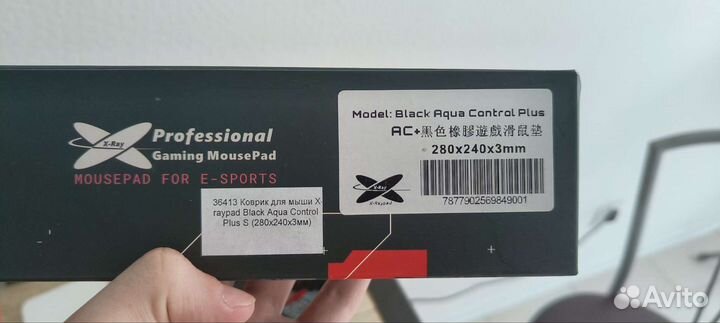 X-Ray
Professional
Gaming MousePad
MOUSEPAD FOR E-SPORTS
36413 Коврик для мыши X
raypad Black Aqua Control
Plus S (280x240x3мм)
Model: Black Aqua Control Plus
AC+黑色橡膠遊戲滑鼠墊
280x240x3mm
X-Ray
X-Raypad
7877902569849001
Avito